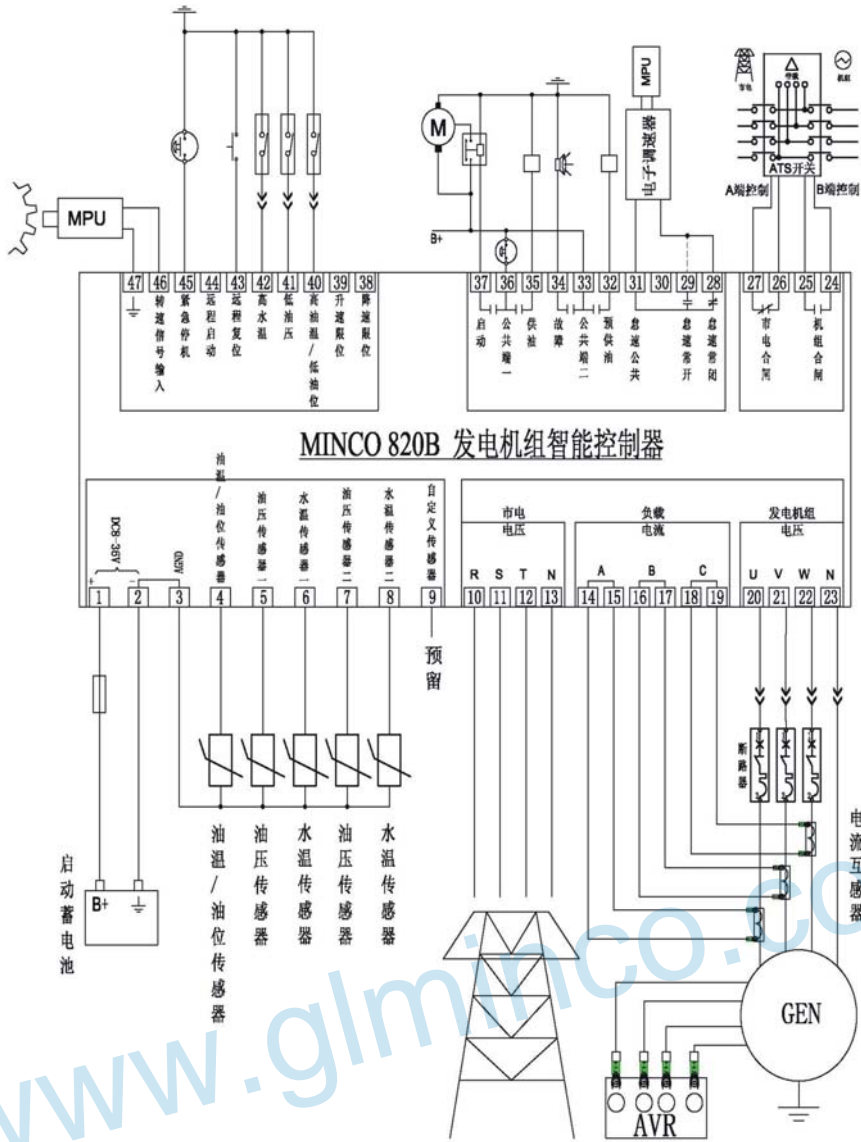 市电
停载
机组
MPU
M
B+
MPU
电子调速器
ATS开关
A端控制
B端控制
47 46 45 44 43 42 41 40 39 38
转速信号输入
紧急停机
远程启动
远程复位
高水温
低油压
高油温/低油位
升速限位
降速限位
37 36 35 34 33 32 31 30 29 28
启动
公共端一
供油
故障
公共端二
预供油
怠速公共
怠速常开
怠速常闭
27 26 25 24
市电合闸
机组合闸
MINCO 820B 发电机组智能控制器
DC8-36V
+
-
AGND
油温/油位传感器
油压传感器一
水温传感器一
油压传感器二
水温传感器二
自定义传感器
市电
电压
R S T N
负载
电流
A B C
发电机组
电压
U V W N
1 2 3 4 5 6 7 8 9
10 11 12 13
14 15 16 17 18 19
20 21 22 23
预留
断路器
电流互感器
油温/油位传感器
油压传感器
水温传感器
油压传感器
水温传感器
启动蓄电池
B+
GEN
AVR
www.glminco.co